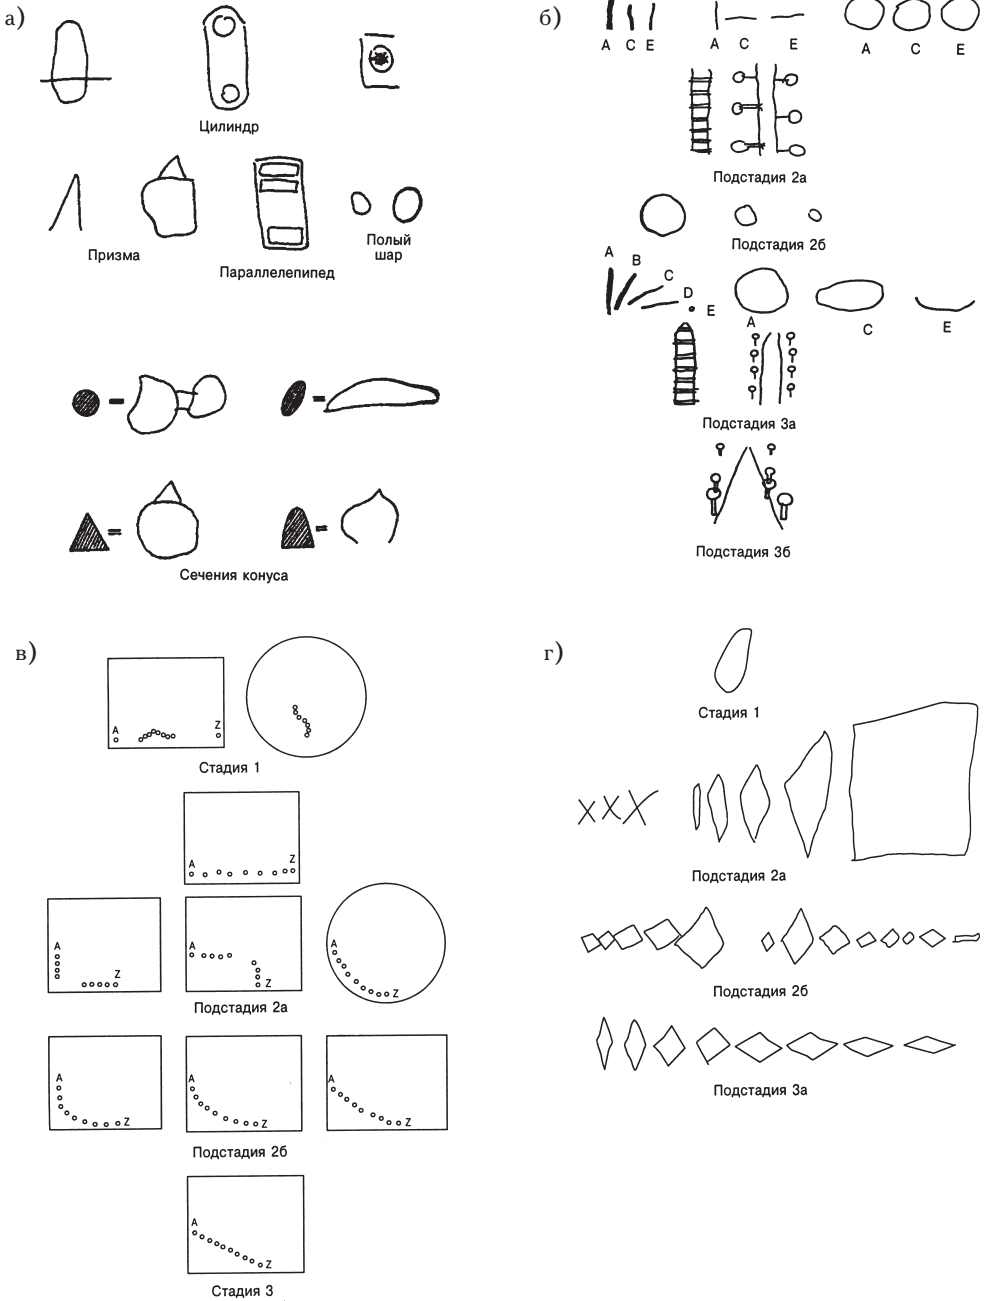 а)
Цилиндр
Призма
Параллелепипед
Полый
шар
Сечения конуса
б)
A C E
A C E
A C E
Подстадия 2а
Подстадия 2б
A
B
C
D
E
A
C
E
Подстадия 3а
Подстадия 3б
в)
A Z
Стадия 1
A Z
A Z
A Z
A Z
Подстадия 2а
A Z
A Z
A Z
Подстадия 2б
A Z
Стадия 3
г)
Стадия 1
Подстадия 2а
Подстадия 2б
Подстадия 3а